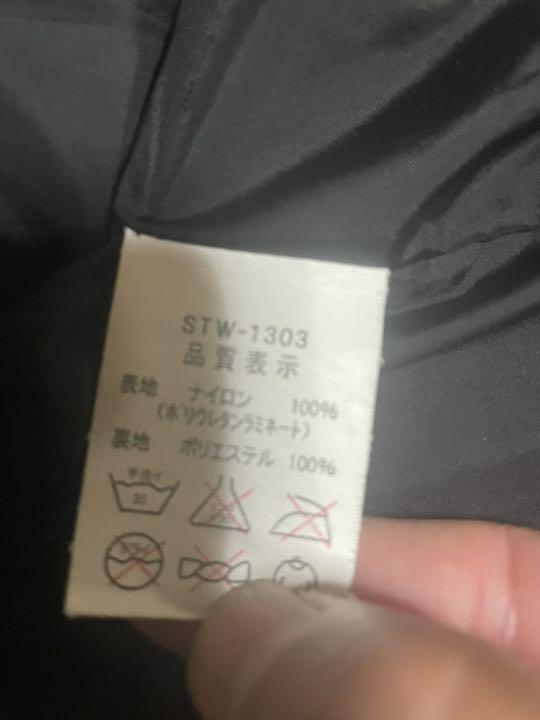 STW-1303
品質表示
表地 ナイロン 100%
(ポリウレタンラミネート)
裏地 ポリエステル 100%
手洗イ
30